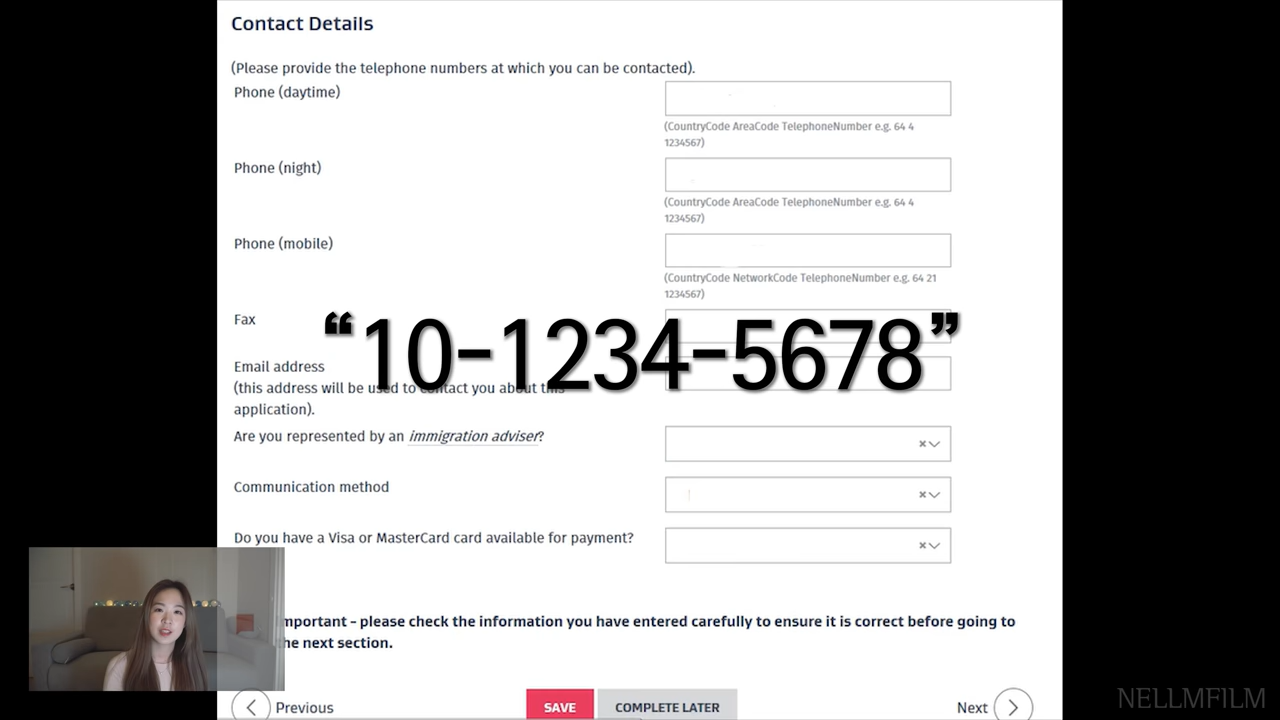 Contact Details
(Please provide the telephone numbers at which you can be contacted).
Phone (daytime)
(CountryCode AreaCode TelephoneNumber e.g. 64 4
1234567)
Phone (night)
(CountryCode AreaCode TelephoneNumber e.g. 64 4
1234567)
Phone (mobile)
(CountryCode NetworkCode TelephoneNumber e.g. 64 21
1234567)
Fax
“10-1234-5678”
Email address
(this address will be used to contact you about this
application).
Are you represented by an immigration adviser?
Communication method
Do you have a Visa or MasterCard card available for payment?
mportant - please check the information you have entered carefully to ensure it is correct before going to
he next section.
Previous
SAVE
COMPLETE LATER
Next
NELLMFILM